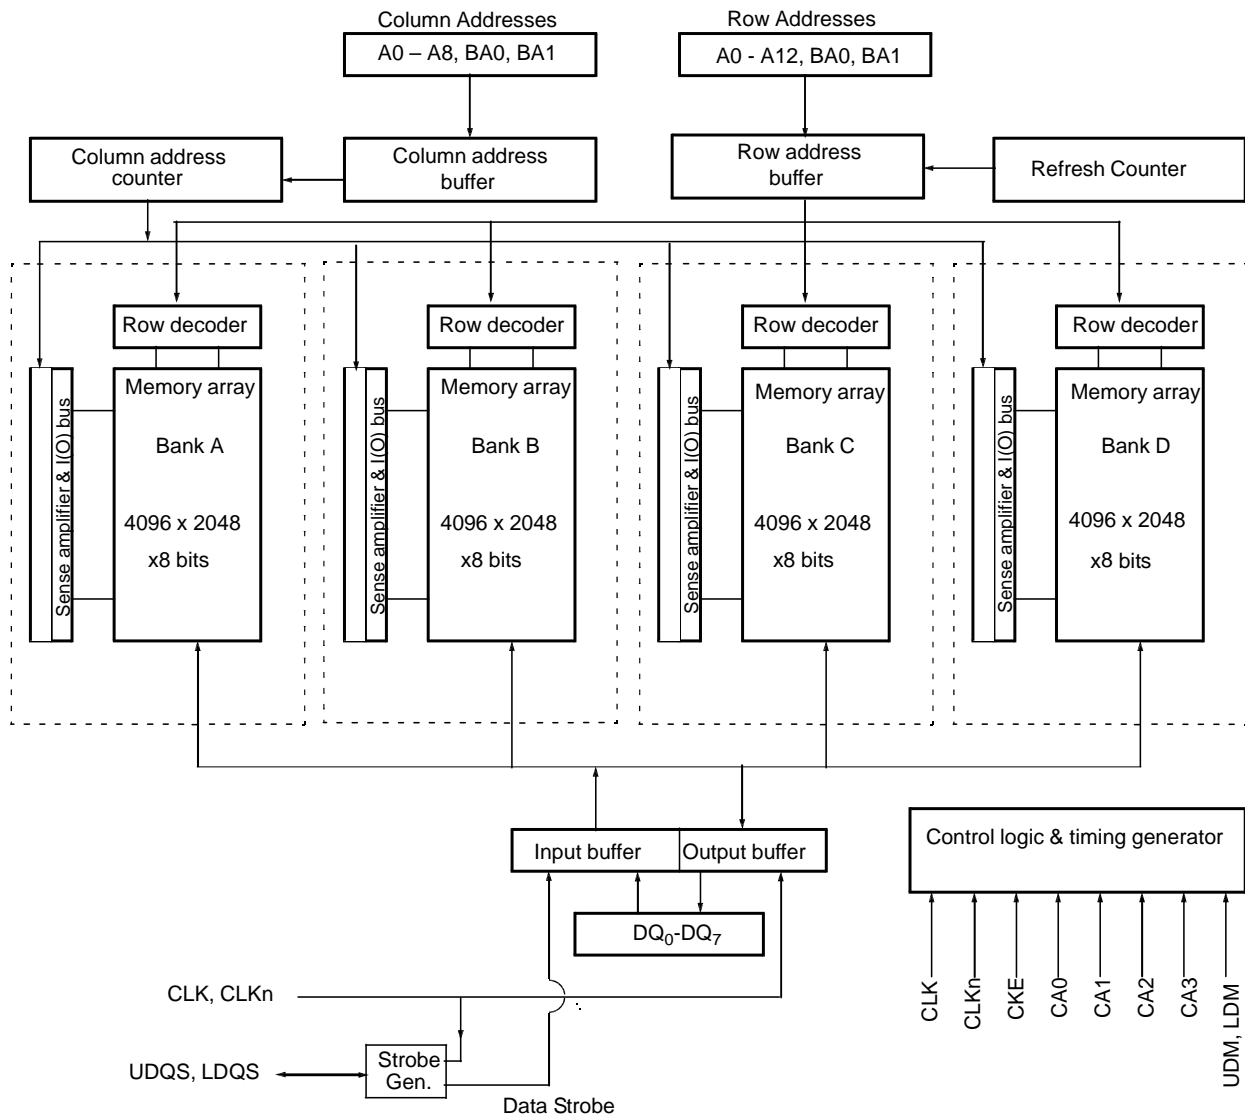 Column Addresses
Row Addresses
A0 – A8, BA0, BA1
A0 - A12, BA0, BA1
Column address
counter
Column address
buffer
Row address
buffer
Refresh Counter
Row decoder
Row decoder
Row decoder
Row decoder
Sense amplifier & I(O) bus
Memory array
Bank A
4096 x 2048
x8 bits
Sense amplifier & I(O) bus
Memory array
Bank B
4096 x 2048
x8 bits
Sense amplifier & I(O) bus
Memory array
Bank C
4096 x 2048
x8 bits
Sense amplifier & I(O) bus
Memory array
Bank D
4096 x 2048
x8 bits
Input buffer
Output buffer
DQ0-DQ7
Control logic & timing generator
CLK
CLKn
CKE
CA0
CA1
CA2
CA3
UDM, LDM
CLK, CLKn
UDQS, LDQS
Strobe
Gen.
Data Strobe